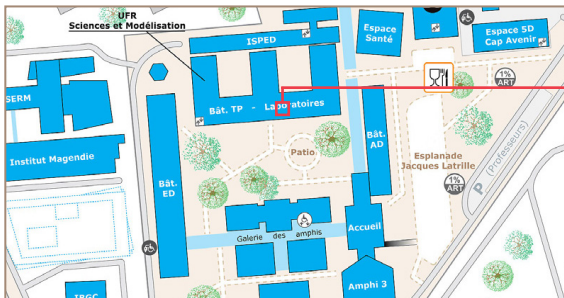 UFR
Sciences et Modélisation
ISPED
Espace
Santé
Espace 5D
Cap Avenir
1%
ART
SERM
Bât. TP - Laboratoires
Institut Magendie
Bât.
ED
Patio
Bât.
AD
Esplanade
Jacques Latrille
1%
ART
P (Professeurs)
Galerie des amphis
Accueil
Amphi 3
IBGC